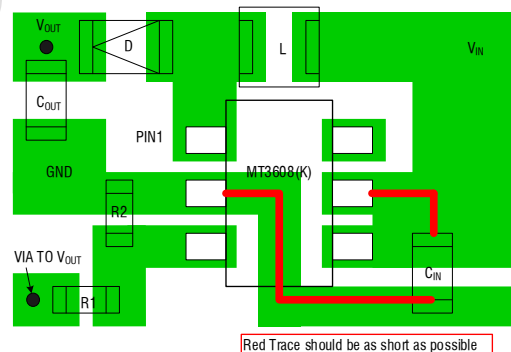 VOUT
D
L
VIN
COUT
PIN1
GND
MT3608(K)
R2
VIA TO VOUT
CIN
R1
Red Trace should be as short as possible